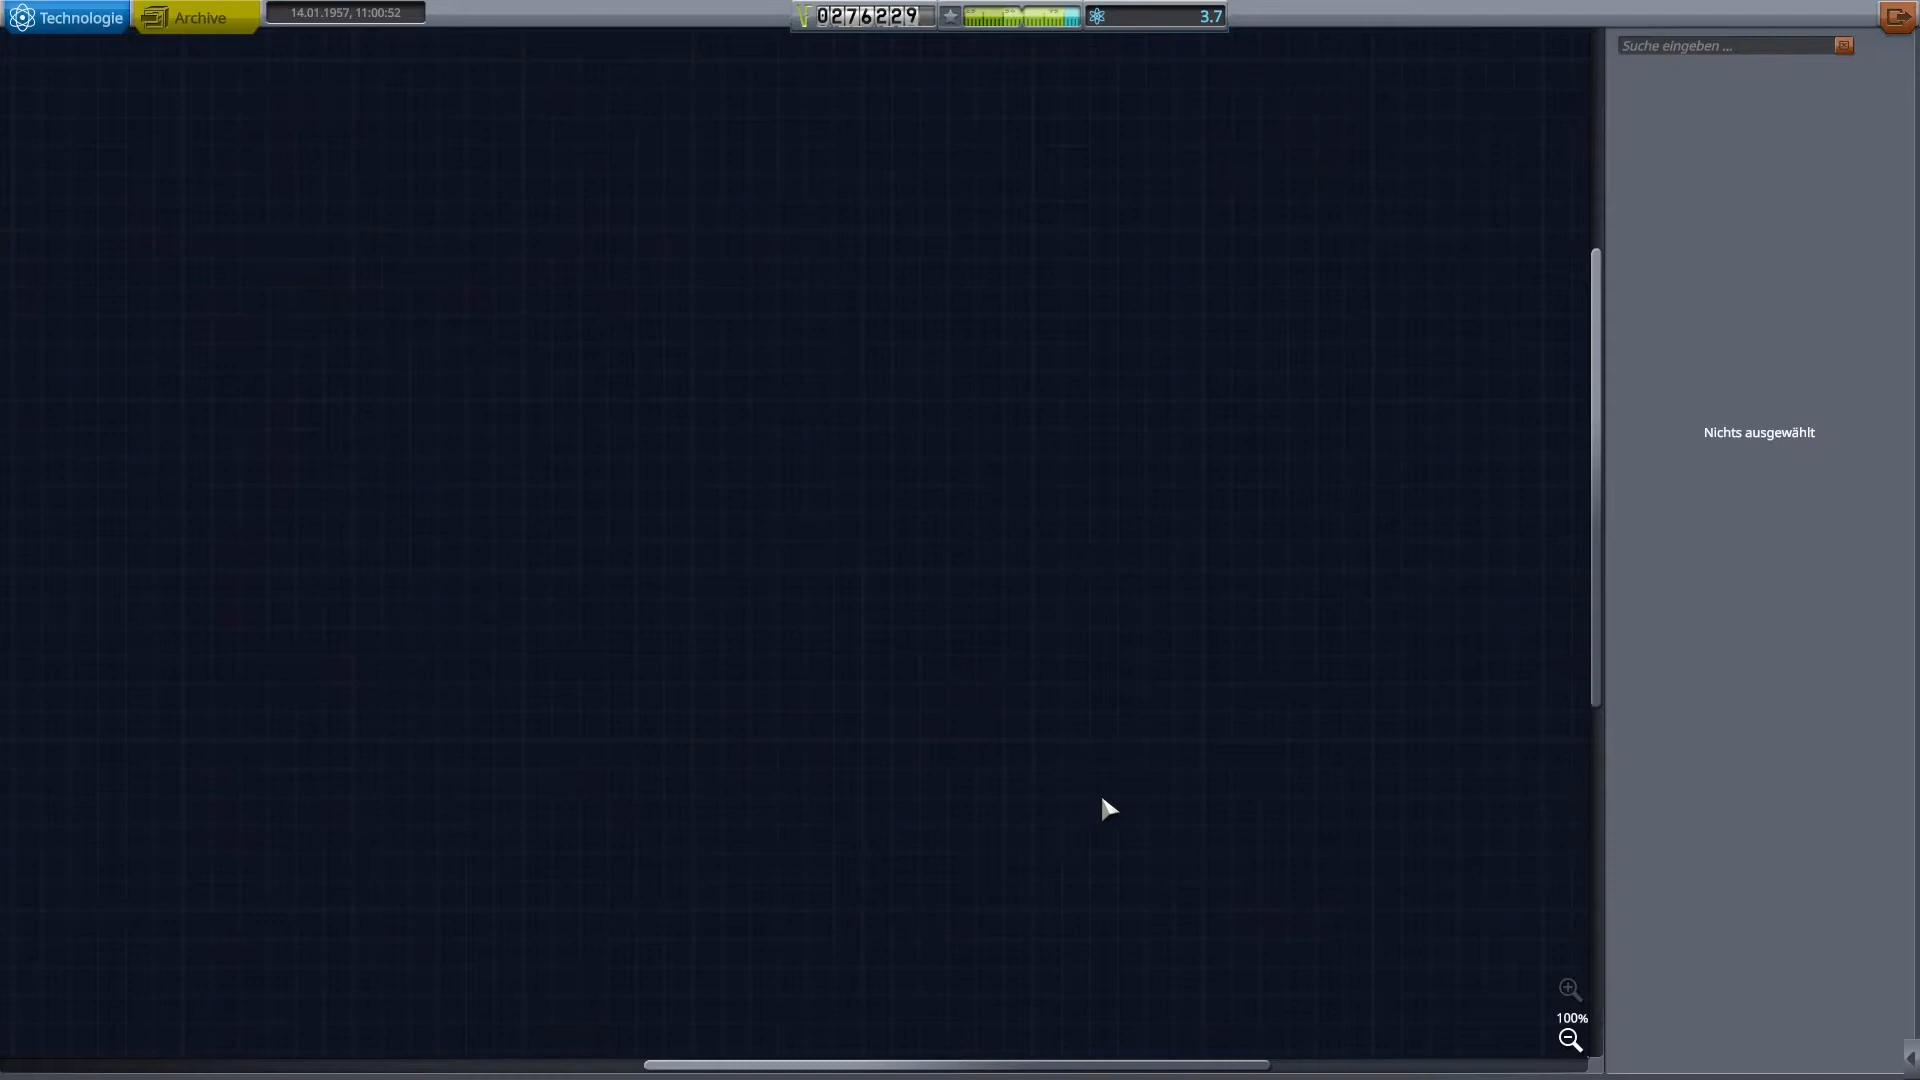 Technologie
Archive
14.01.1957, 11:00:52
0276229
3.7
Suche eingeben ...
Nichts ausgewählt
100%